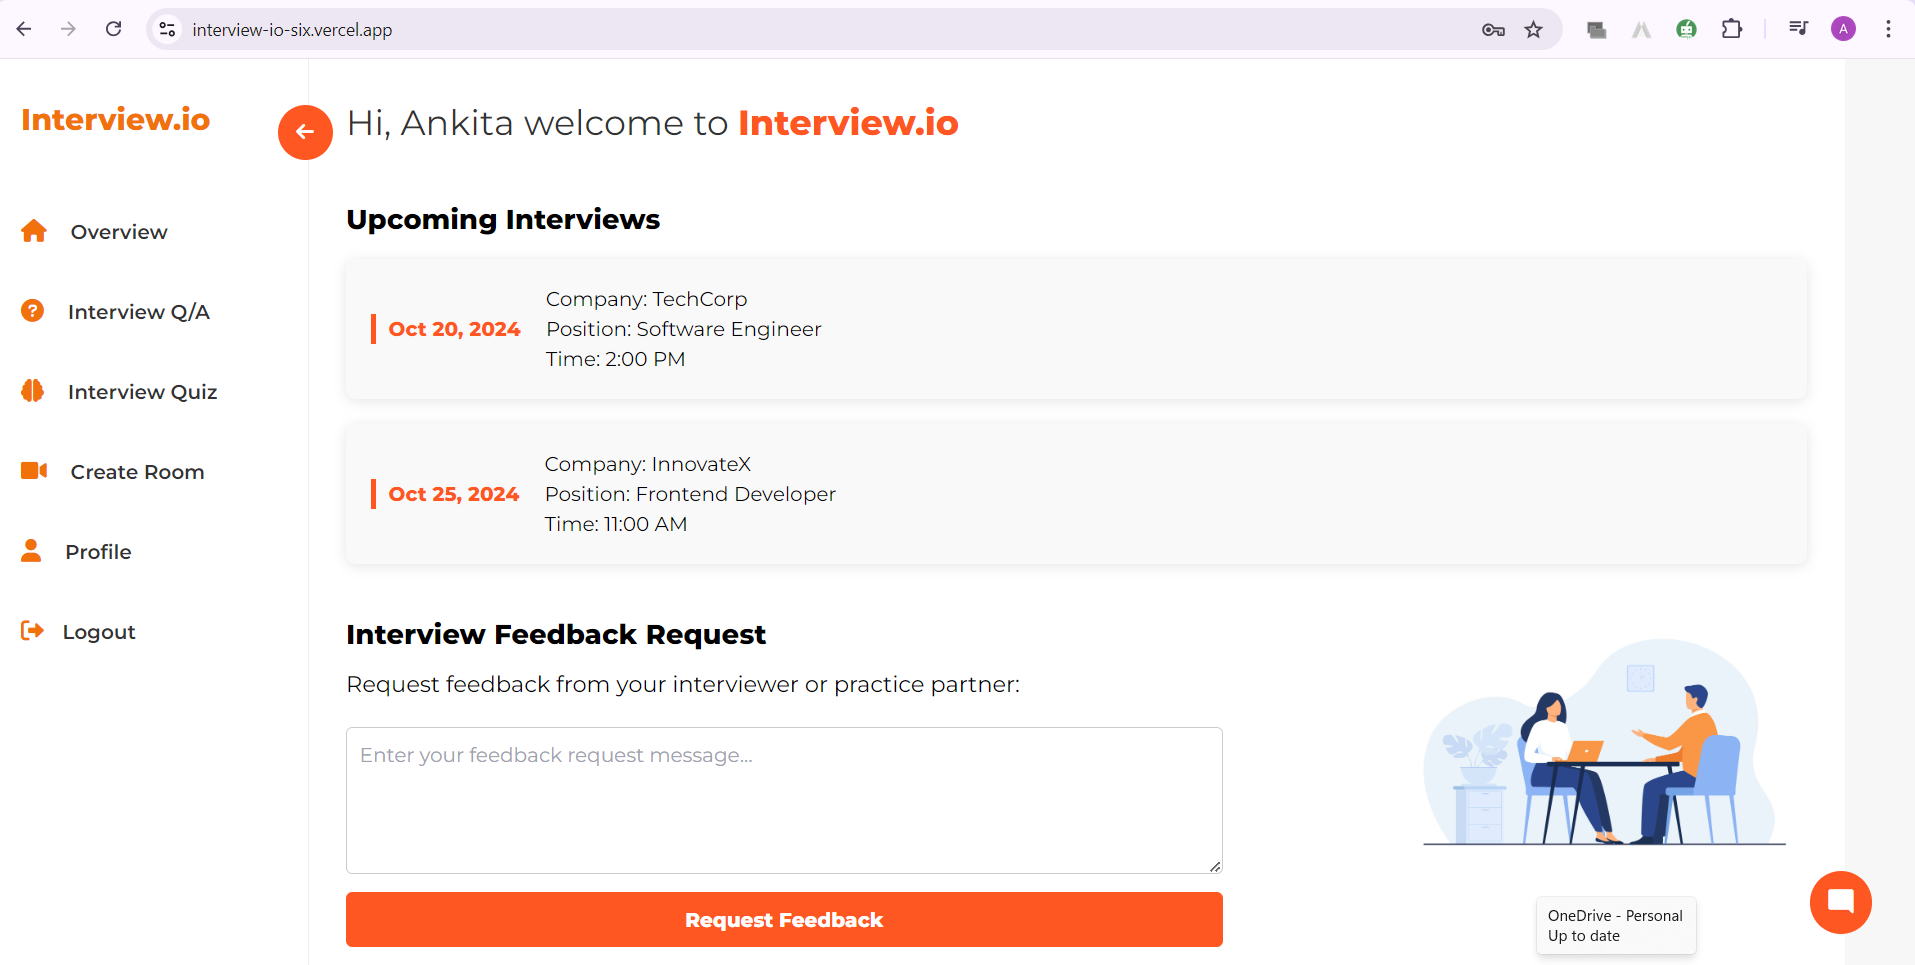 interview-io-six.vercel.app
A
Interview.io
Overview
Interview Q/A
Interview Quiz
Create Room
Profile
Logout
Hi, Ankita welcome to Interview.io
Upcoming Interviews
Oct 20, 2024
Company: TechCorp
Position: Software Engineer
Time: 2:00 PM
Oct 25, 2024
Company: InnovateX
Position: Frontend Developer
Time: 11:00 AM
Interview Feedback Request
Request feedback from your interviewer or practice partner:
Enter your feedback request message...
Request Feedback
OneDrive - Personal
Up to date